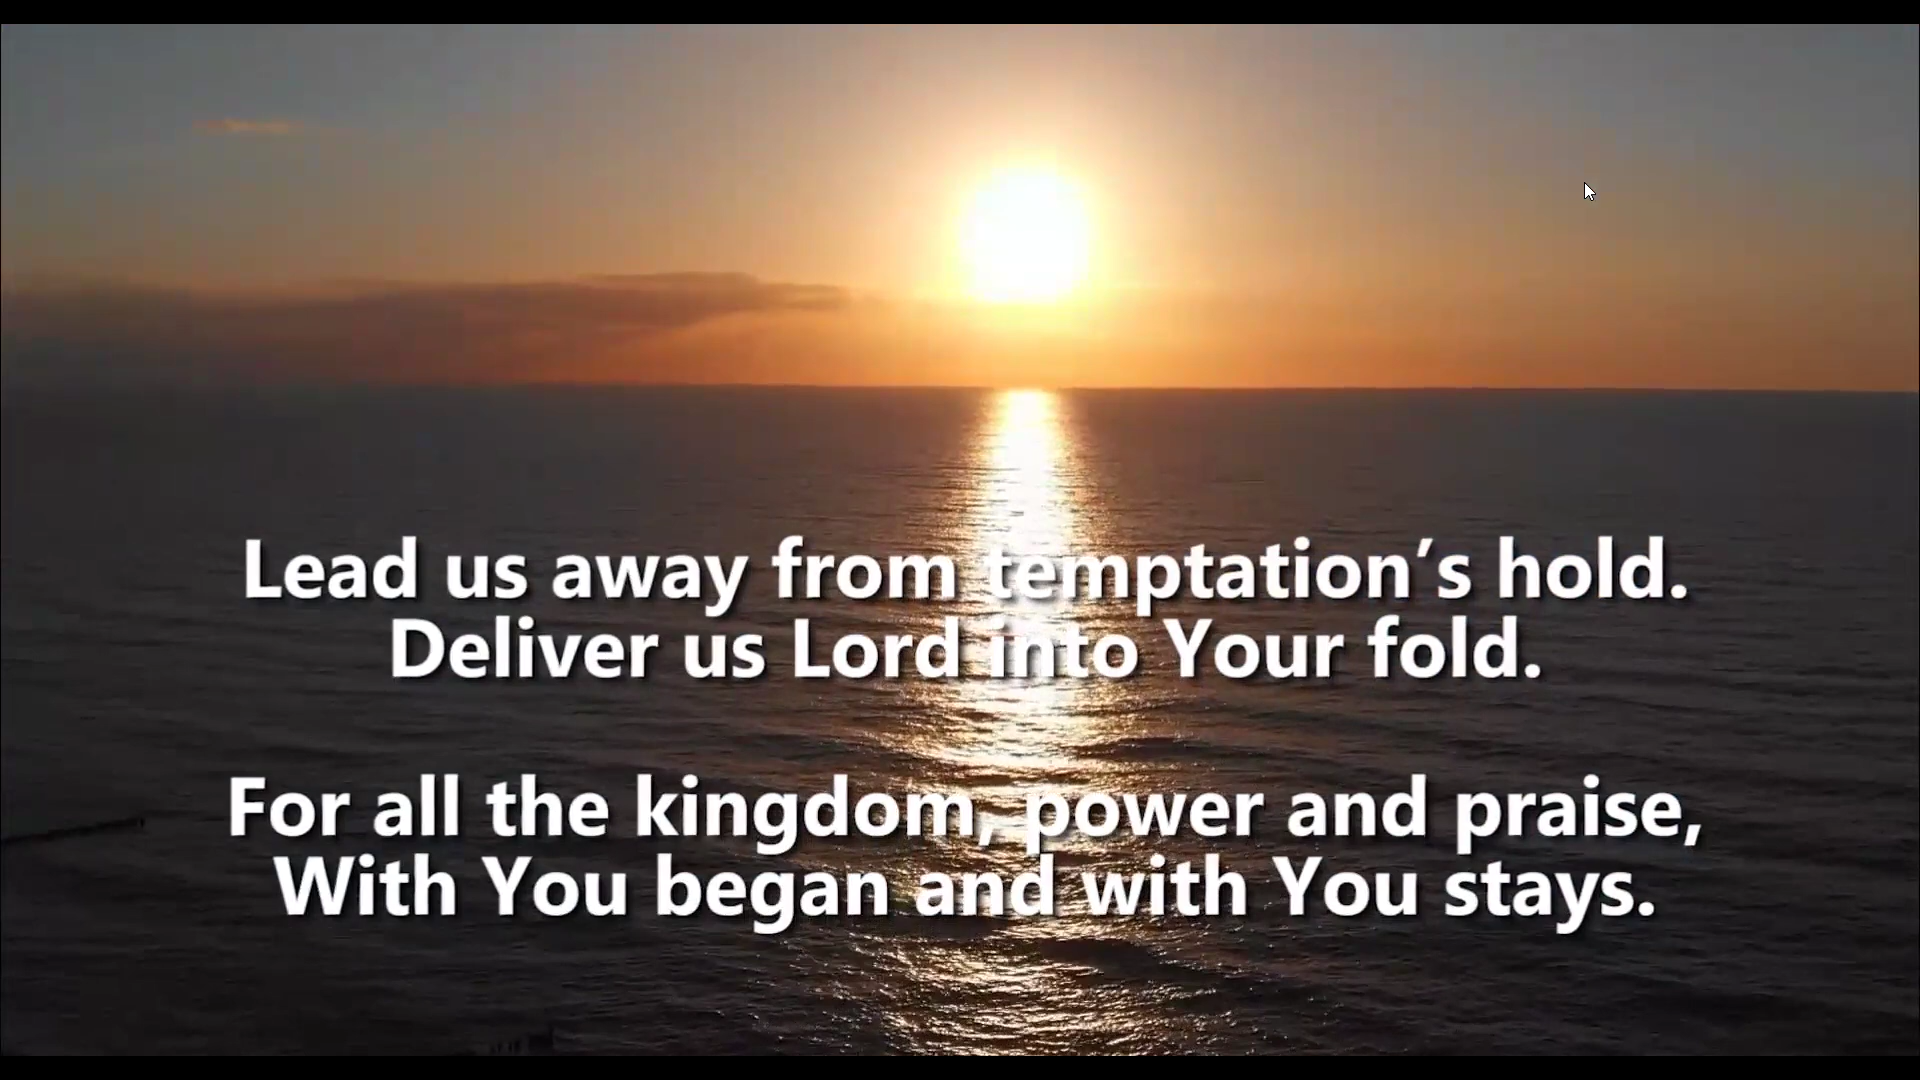 Lead us away from temptation’s hold.
Deliver us Lord into Your fold.
For all the kingdom, power and praise,
With You began and with You stays.